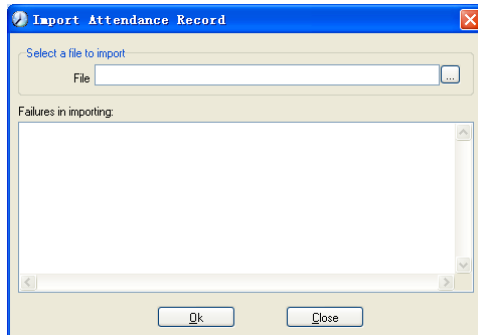 Import Attendance Record
Select a file to import
File
...
Failures in importing:
Ok
Close